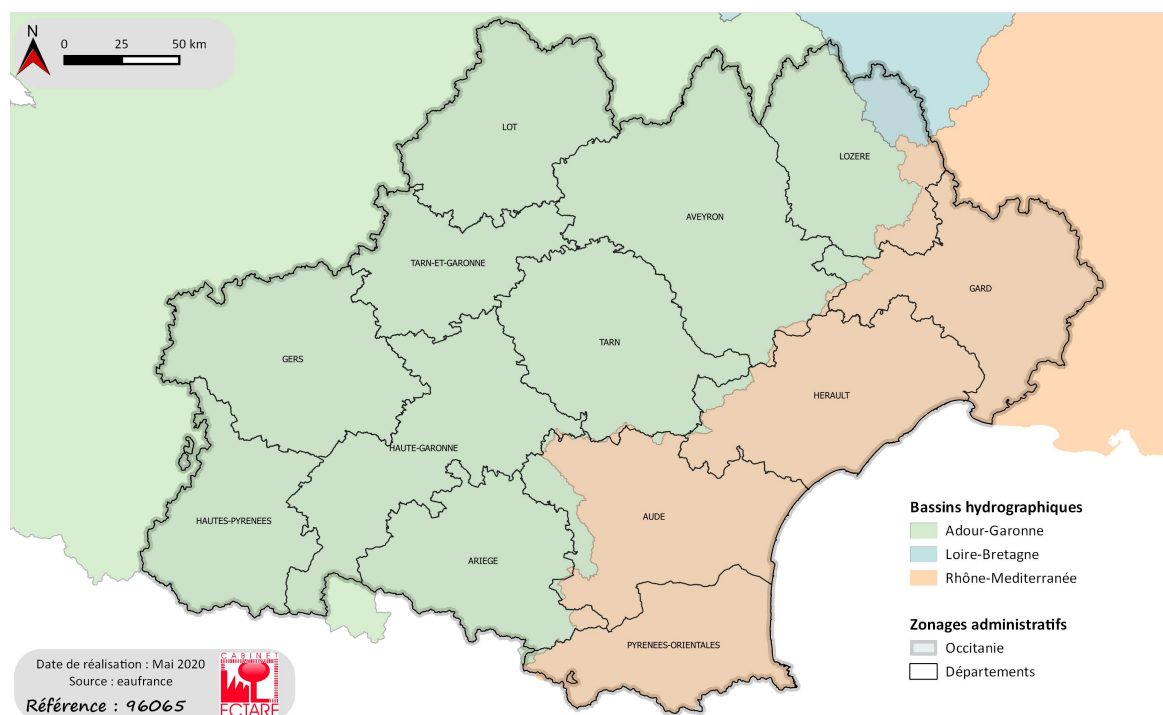 N
0 25 50 km
LOT
LOZERE
AVEYRON
TARN-ET-GARONNE
GARD
GERS
TARN
HERAULT
HAUTE-GARONNE
HAUTES-PYRENEES
AUDE
ARIEGE
PYRENEES-ORIENTALES
Bassins hydrographiques
Adour-Garonne
Loire-Bretagne
Rhône-Mediterranée
Zonages administratifs
Occitanie
Départements
Date de réalisation : Mai 2020
Source : eaufrance
Référence : 96065
CABINET
ECTARE